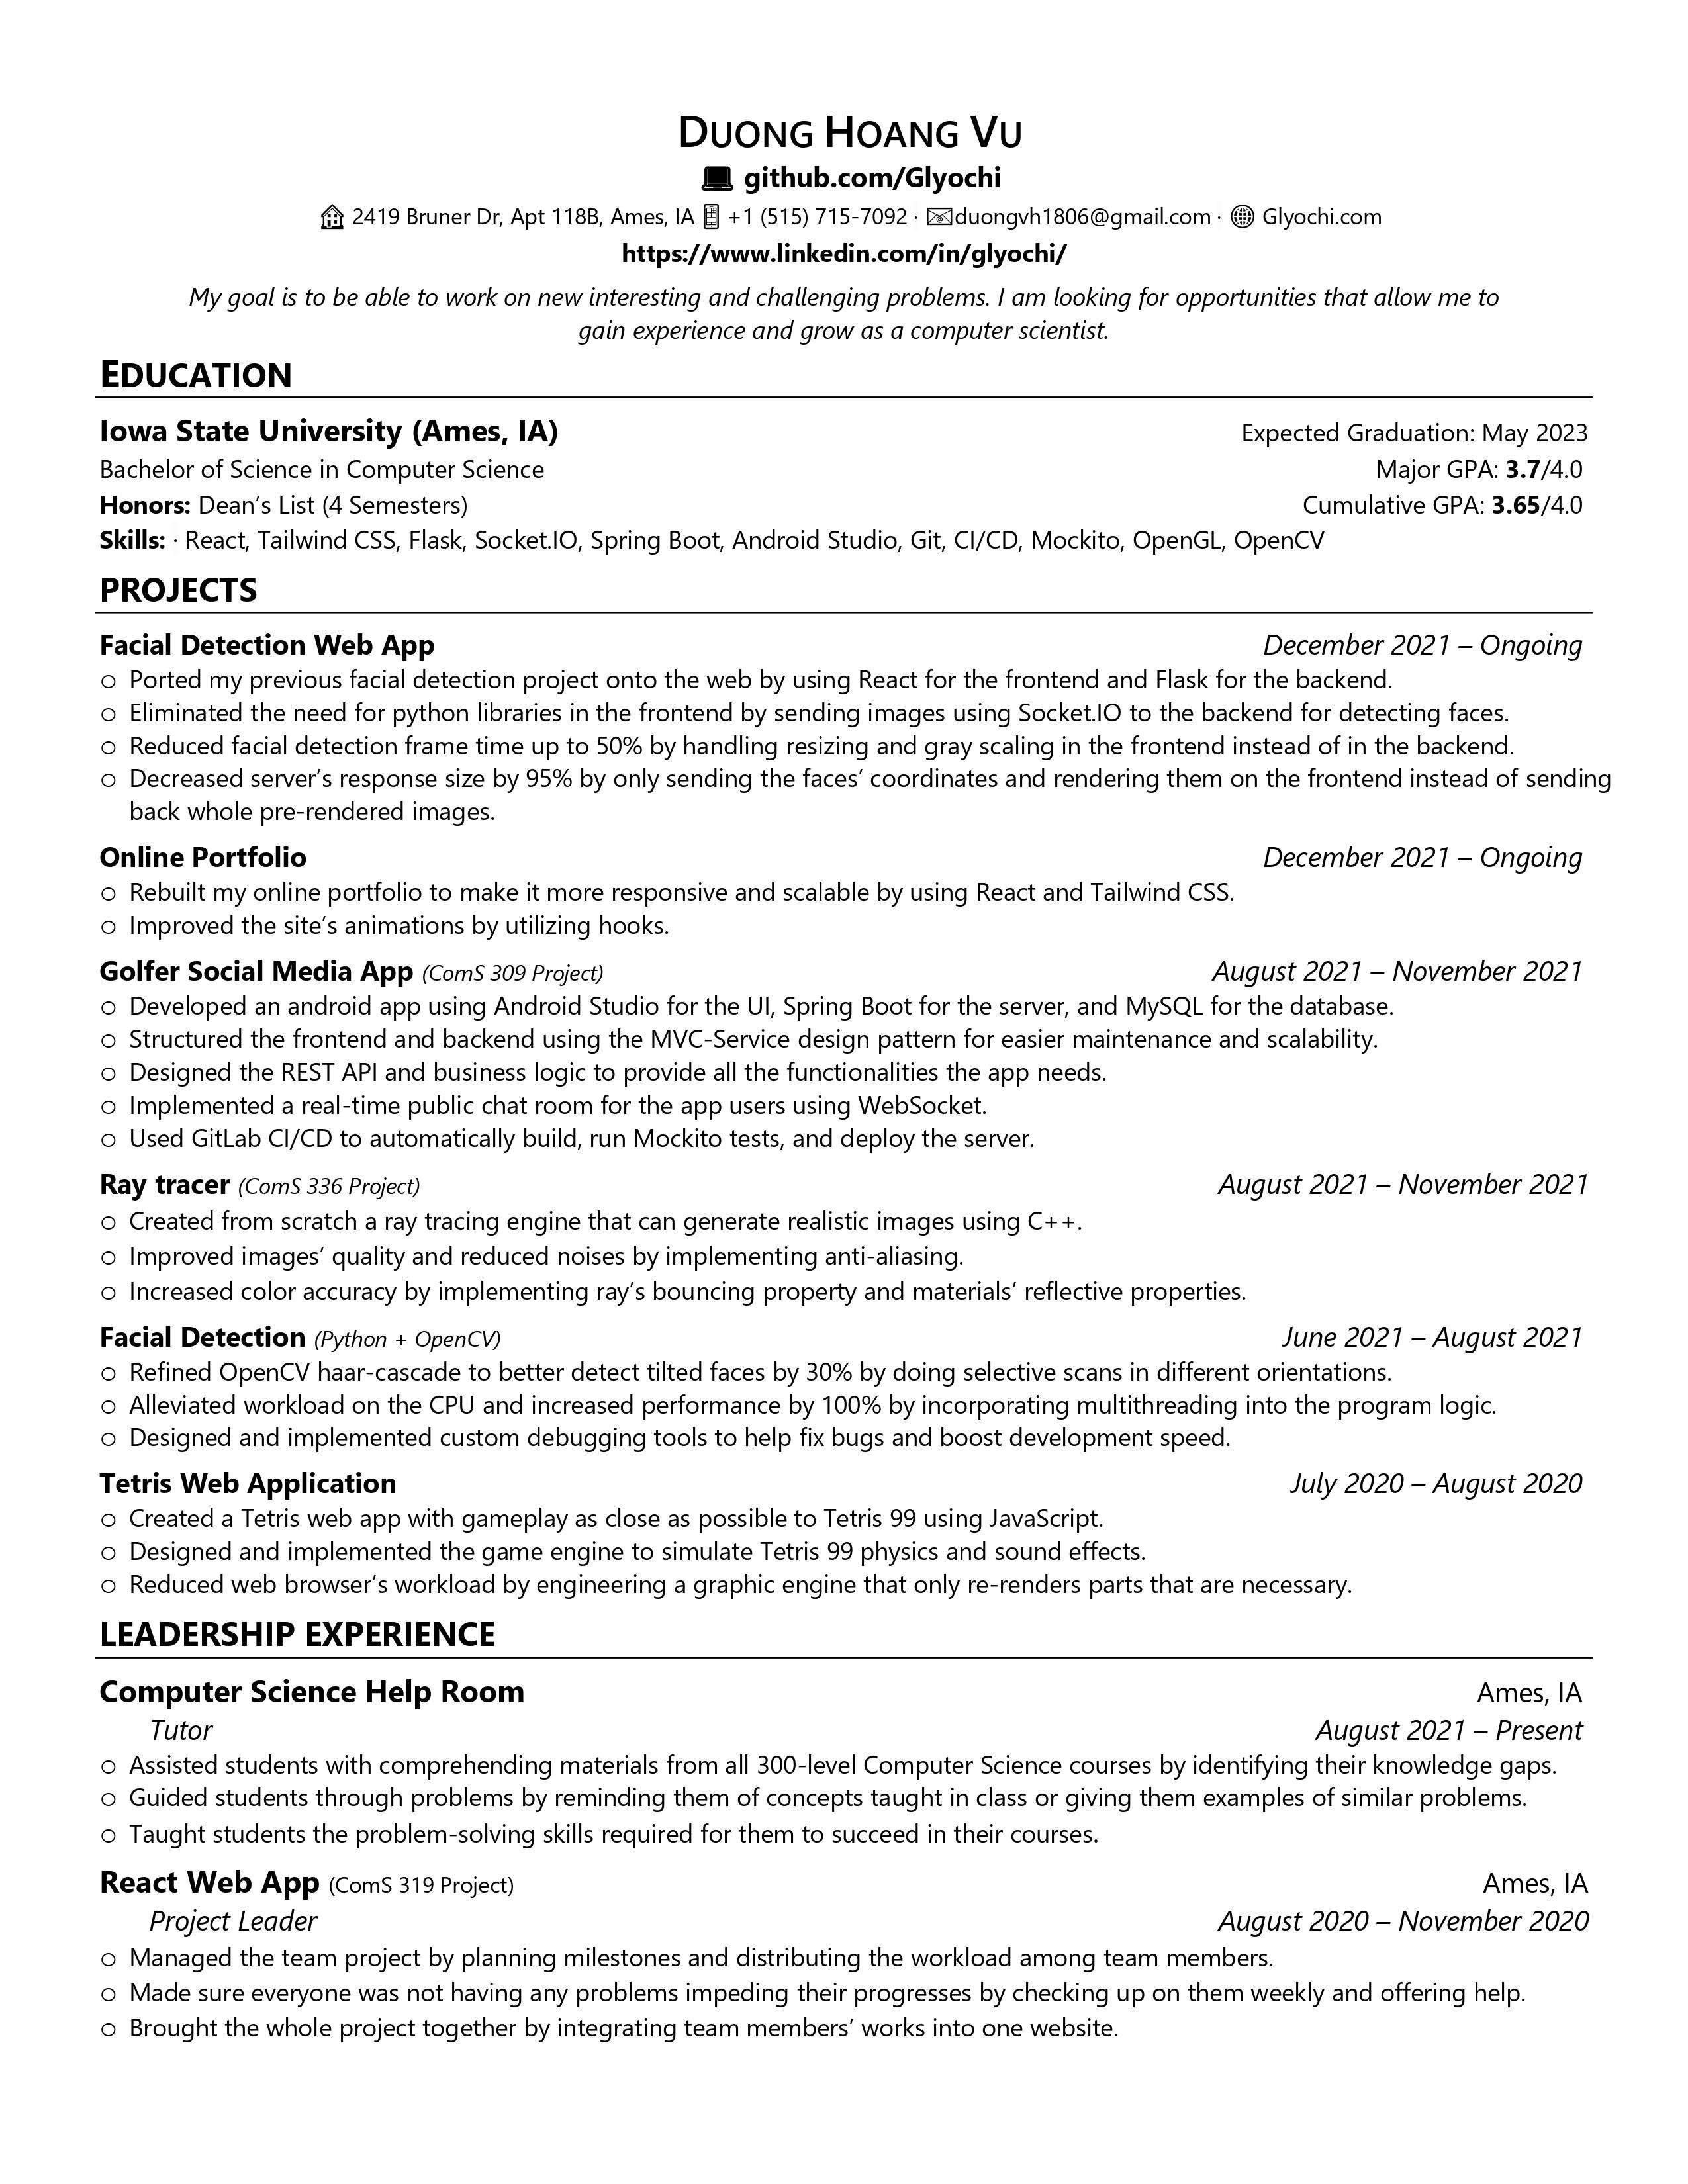 DUONG HOANG VU
github.com/Glyochi
2419 Bruner Dr, Apt 118B, Ames, IA +1 (515) 715-7092 · duongvh1806@gmail.com · Glyochi.com
https://www.linkedin.com/in/glyochi/
My goal is to be able to work on new interesting and challenging problems. I am looking for opportunities that allow me to
gain experience and grow as a computer scientist.
EDUCATION
Iowa State University (Ames, IA) Expected Graduation: May 2023
Bachelor of Science in Computer Science Major GPA: 3.7/4.0
Honors: Dean’s List (4 Semesters) Cumulative GPA: 3.65/4.0
Skills: · React, Tailwind CSS, Flask, Socket.IO, Spring Boot, Android Studio, Git, CI/CD, Mockito, OpenGL, OpenCV
PROJECTS
Facial Detection Web App December 2021 – Ongoing
○ Ported my previous facial detection project onto the web by using React for the frontend and Flask for the backend.
○ Eliminated the need for python libraries in the frontend by sending images using Socket.IO to the backend for detecting faces.
○ Reduced facial detection frame time up to 50% by handling resizing and gray scaling in the frontend instead of in the backend.
○ Decreased server’s response size by 95% by only sending the faces’ coordinates and rendering them on the frontend instead of sending
back whole pre-rendered images.
Online Portfolio December 2021 – Ongoing
○ Rebuilt my online portfolio to make it more responsive and scalable by using React and Tailwind CSS.
○ Improved the site’s animations by utilizing hooks.
Golfer Social Media App (ComS 309 Project) August 2021 – November 2021
○ Developed an android app using Android Studio for the UI, Spring Boot for the server, and MySQL for the database.
○ Structured the frontend and backend using the MVC-Service design pattern for easier maintenance and scalability.
○ Designed the REST API and business logic to provide all the functionalities the app needs.
○ Implemented a real-time public chat room for the app users using WebSocket.
○ Used GitLab CI/CD to automatically build, run Mockito tests, and deploy the server.
Ray tracer (ComS 336 Project) August 2021 – November 2021
○ Created from scratch a ray tracing engine that can generate realistic images using C++.
○ Improved images’ quality and reduced noises by implementing anti-aliasing.
○ Increased color accuracy by implementing ray’s bouncing property and materials’ reflective properties.
Facial Detection (Python + OpenCV) June 2021 – August 2021
○ Refined OpenCV haar-cascade to better detect tilted faces by 30% by doing selective scans in different orientations.
○ Alleviated workload on the CPU and increased performance by 100% by incorporating multithreading into the program logic.
○ Designed and implemented custom debugging tools to help fix bugs and boost development speed.
Tetris Web Application July 2020 – August 2020
○ Created a Tetris web app with gameplay as close as possible to Tetris 99 using JavaScript.
○ Designed and implemented the game engine to simulate Tetris 99 physics and sound effects.
○ Reduced web browser’s workload by engineering a graphic engine that only re-renders parts that are necessary.
LEADERSHIP EXPERIENCE
Computer Science Help Room Ames, IA
Tutor August 2021 – Present
○ Assisted students with comprehending materials from all 300-level Computer Science courses by identifying their knowledge gaps.
○ Guided students through problems by reminding them of concepts taught in class or giving them examples of similar problems.
○ Taught students the problem-solving skills required for them to succeed in their courses.
React Web App (ComS 319 Project) Ames, IA
Project Leader August 2020 – November 2020
○ Managed the team project by planning milestones and distributing the workload among team members.
○ Made sure everyone was not having any problems impeding their progresses by checking up on them weekly and offering help.
○ Brought the whole project together by integrating team members’ works into one website.